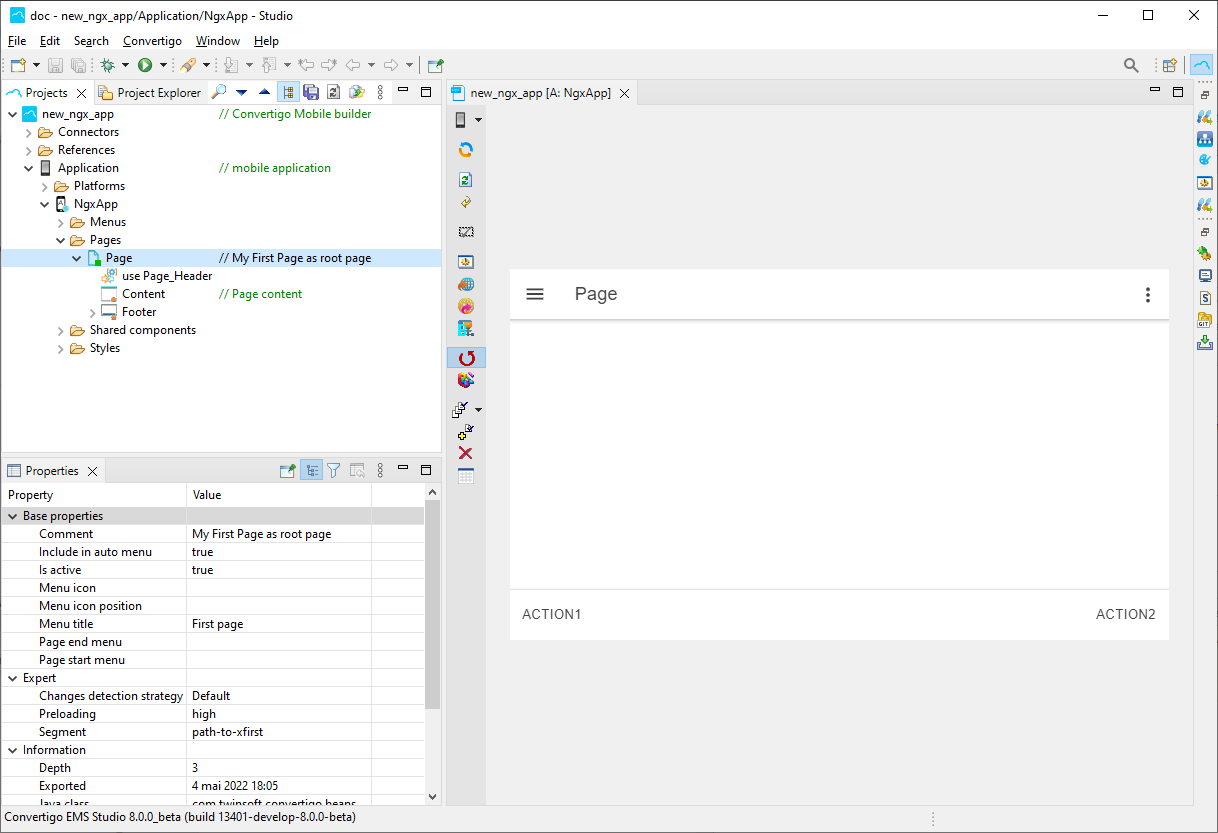 doc - new_ngx_app/Application/NgxApp - Studio
File Edit Search Convertigo Window Help
Projects Project Explorer
new_ngx_app // Convertigo Mobile builder
Connectors
References
Application // mobile application
Platforms
NgxApp
Menus
Pages
Page // My First Page as root page
use Page_Header
Content // Page content
Footer
Shared components
Styles
Properties
Property Value
Base properties
Comment My First Page as root page
Include in auto menu true
Is active true
Menu icon
Menu icon position
Menu title First page
Page end menu
Page start menu
Expert
Changes detection strategy Default
Preloading high
Segment path-to-xfirst
Information
Depth 3
Exported 4 mai 2022 18:05
Java class com.twinsoft.convertigo.beans
new_ngx_app [A: NgxApp]
Page
ACTION1 ACTION2
S
GIT
Convertigo EMS Studio 8.0.0_beta (build 13401-develop-8.0.0-beta)